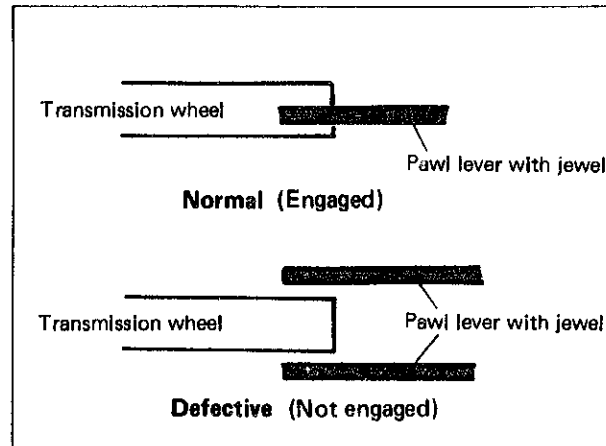 Transmission wheel
Pawl lever with jewel
Normal (Engaged)
Transmission wheel
Pawl lever with jewel
Defective (Not engaged)